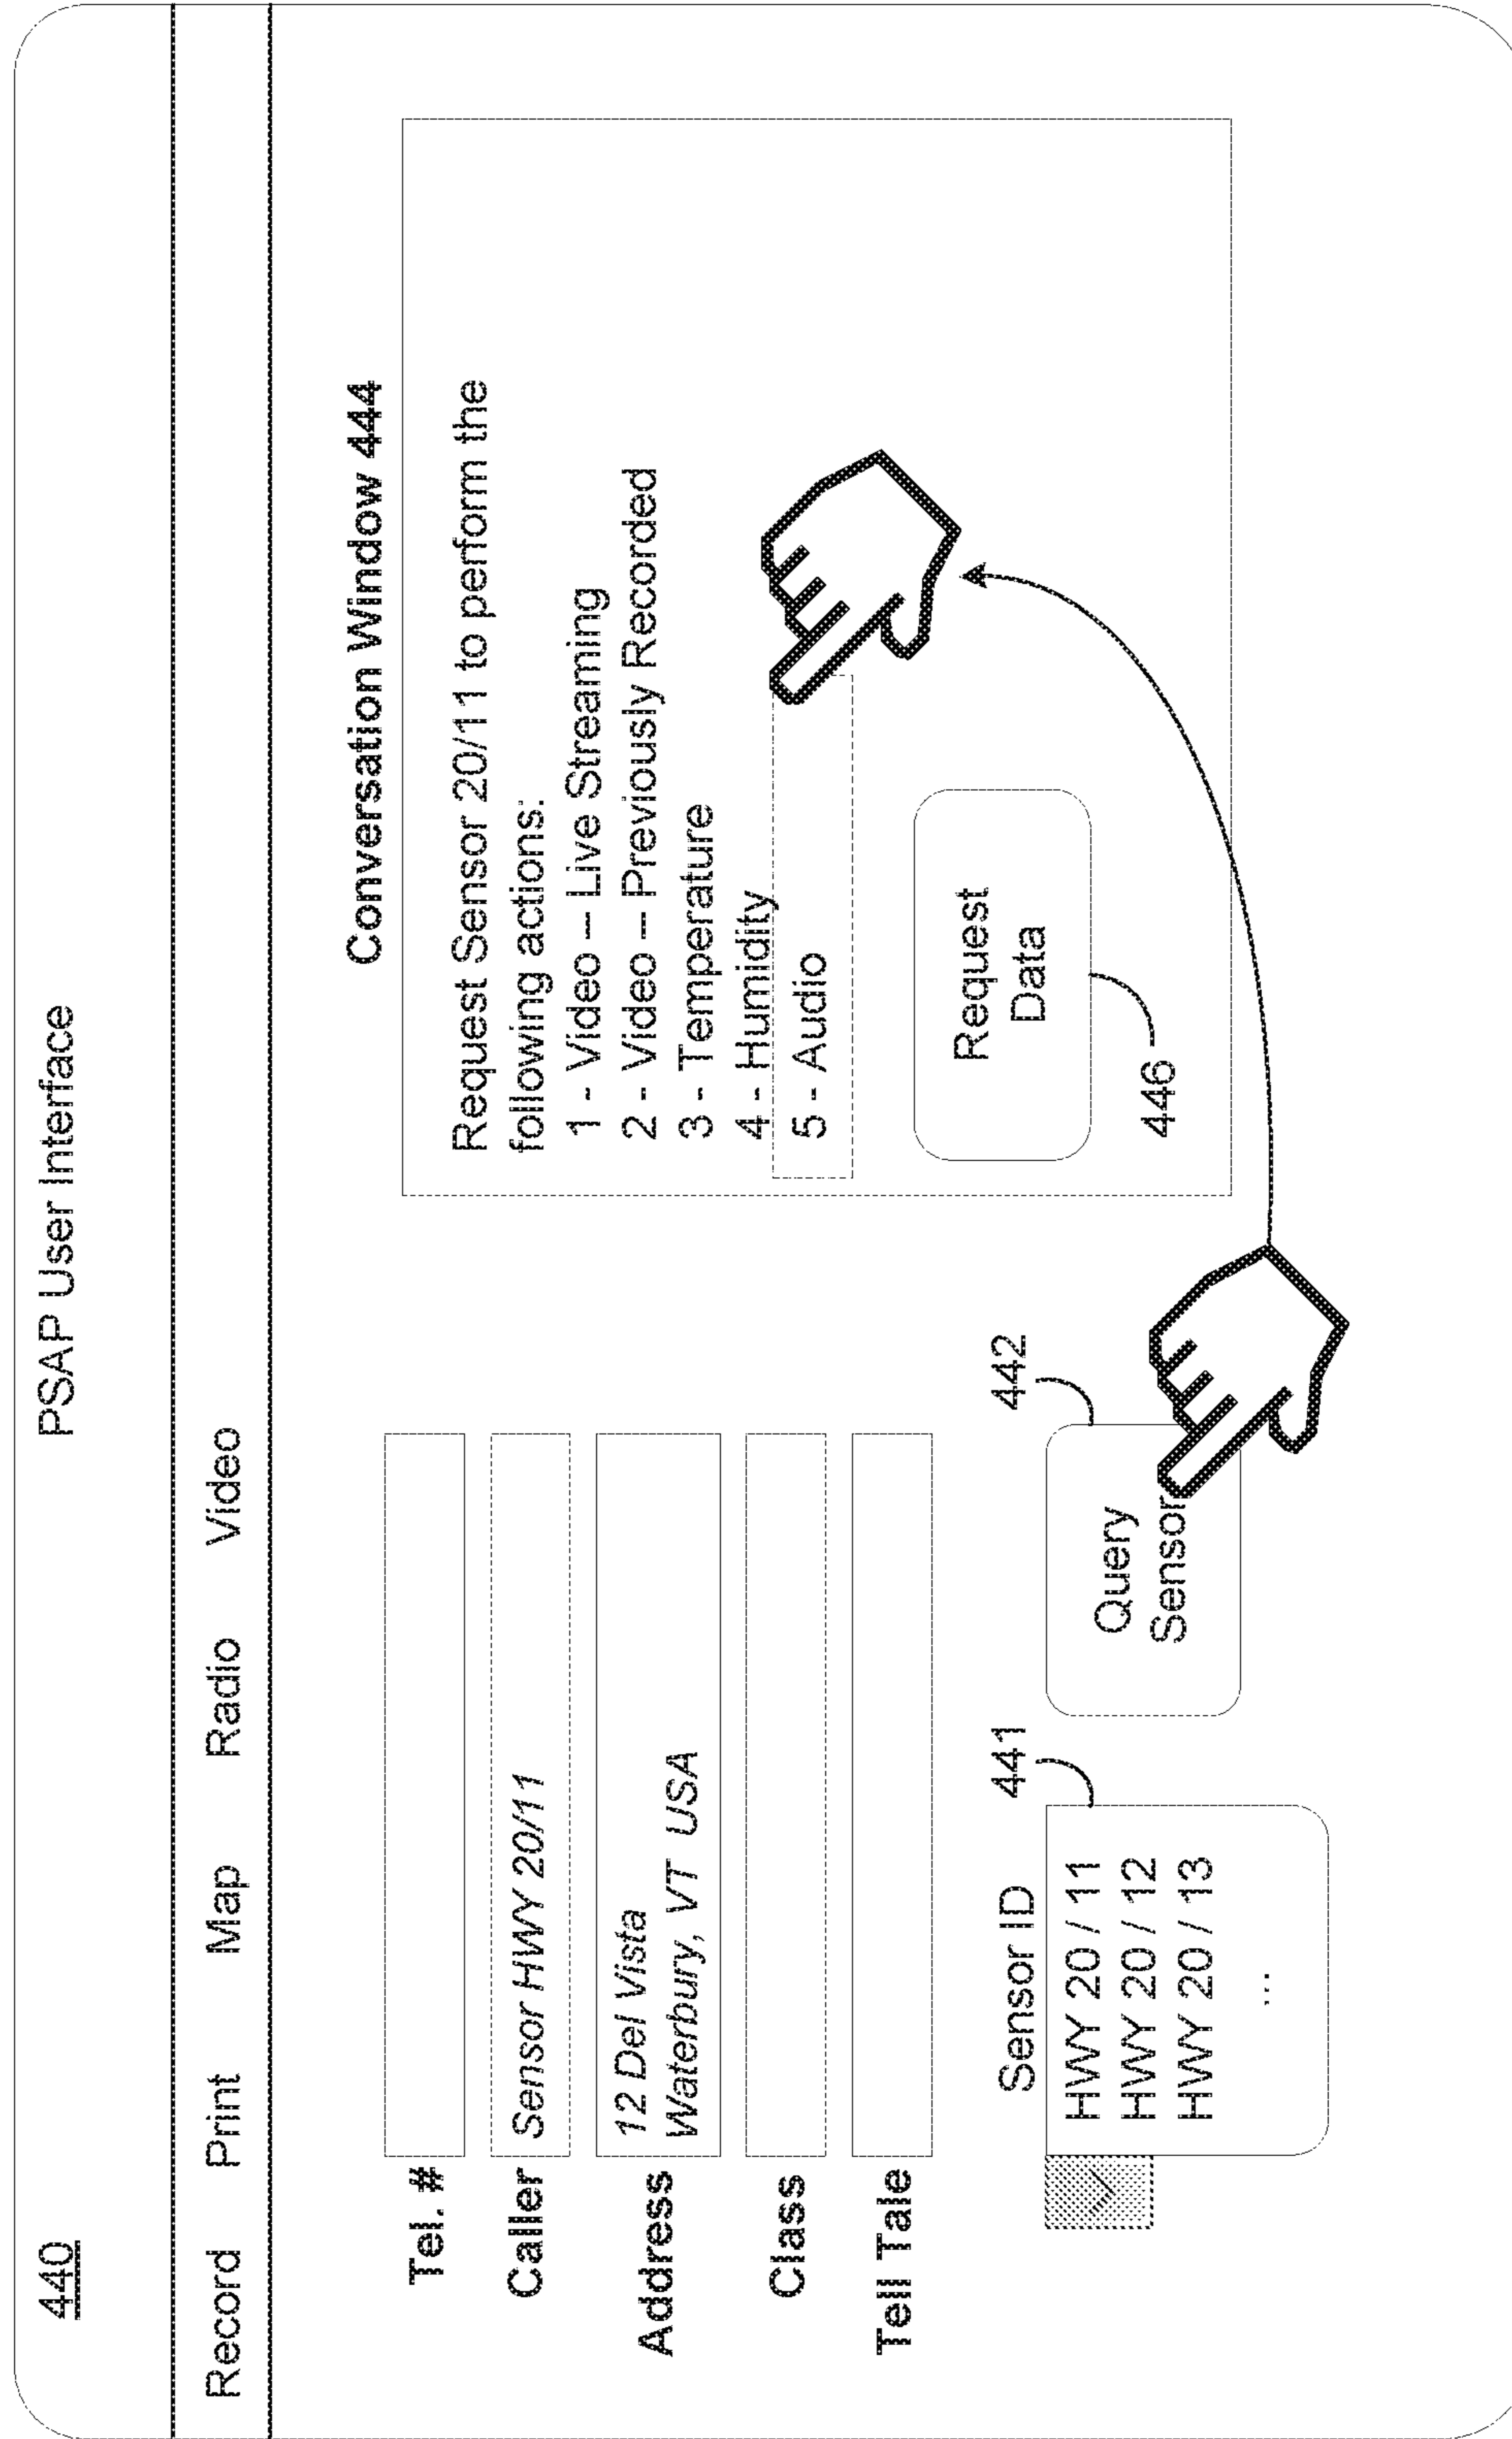 440
PSAP User Interface
Record Print Map Radio Video
Tel. #
Caller Sensor HWY 20/11
Address 12 Del Vista
Waterbury, VT USA
Class
Tell Tale
Sensor ID
441
HWY 20 / 11
HWY 20 / 12
HWY 20 / 13
...
442
Query
Sensor
Conversation Window 444
Request Sensor 20/11 to perform the
following actions:
1 - Video – Live Streaming
2 - Video – Previously Recorded
3 - Temperature
4 - Humidity
5 - Audio
Request
Data
446